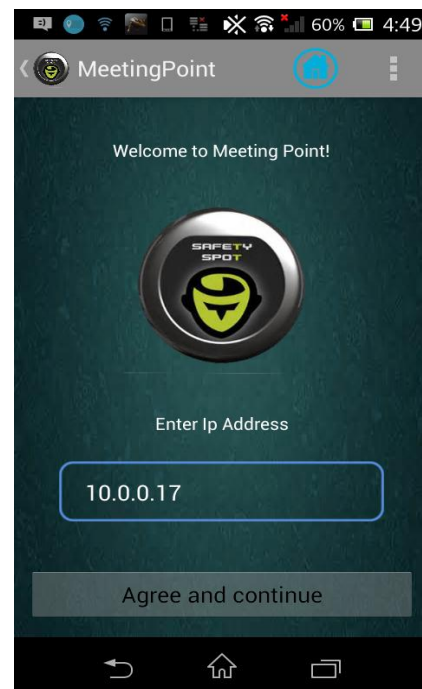 60% 4:49
MeetingPoint
Welcome to Meeting Point!
SAFETY
SPOT
Enter Ip Address
10.0.0.17
Agree and continue